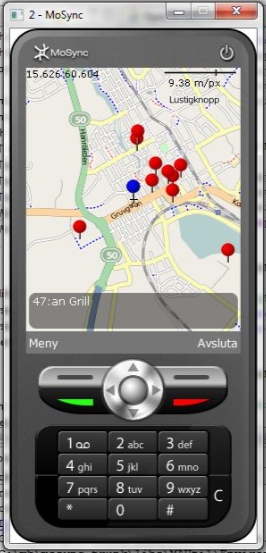 2 - MoSync
MoSync
15.626:60.604
9.38 m/px
Lustigknopp
50
50
47:an Grill
Meny Avsluta
1 2 abc 3 def
4 ghi 5 jkl 6 mno
7 pqrs 8 tuv 9 wxyz
C
* 0 #